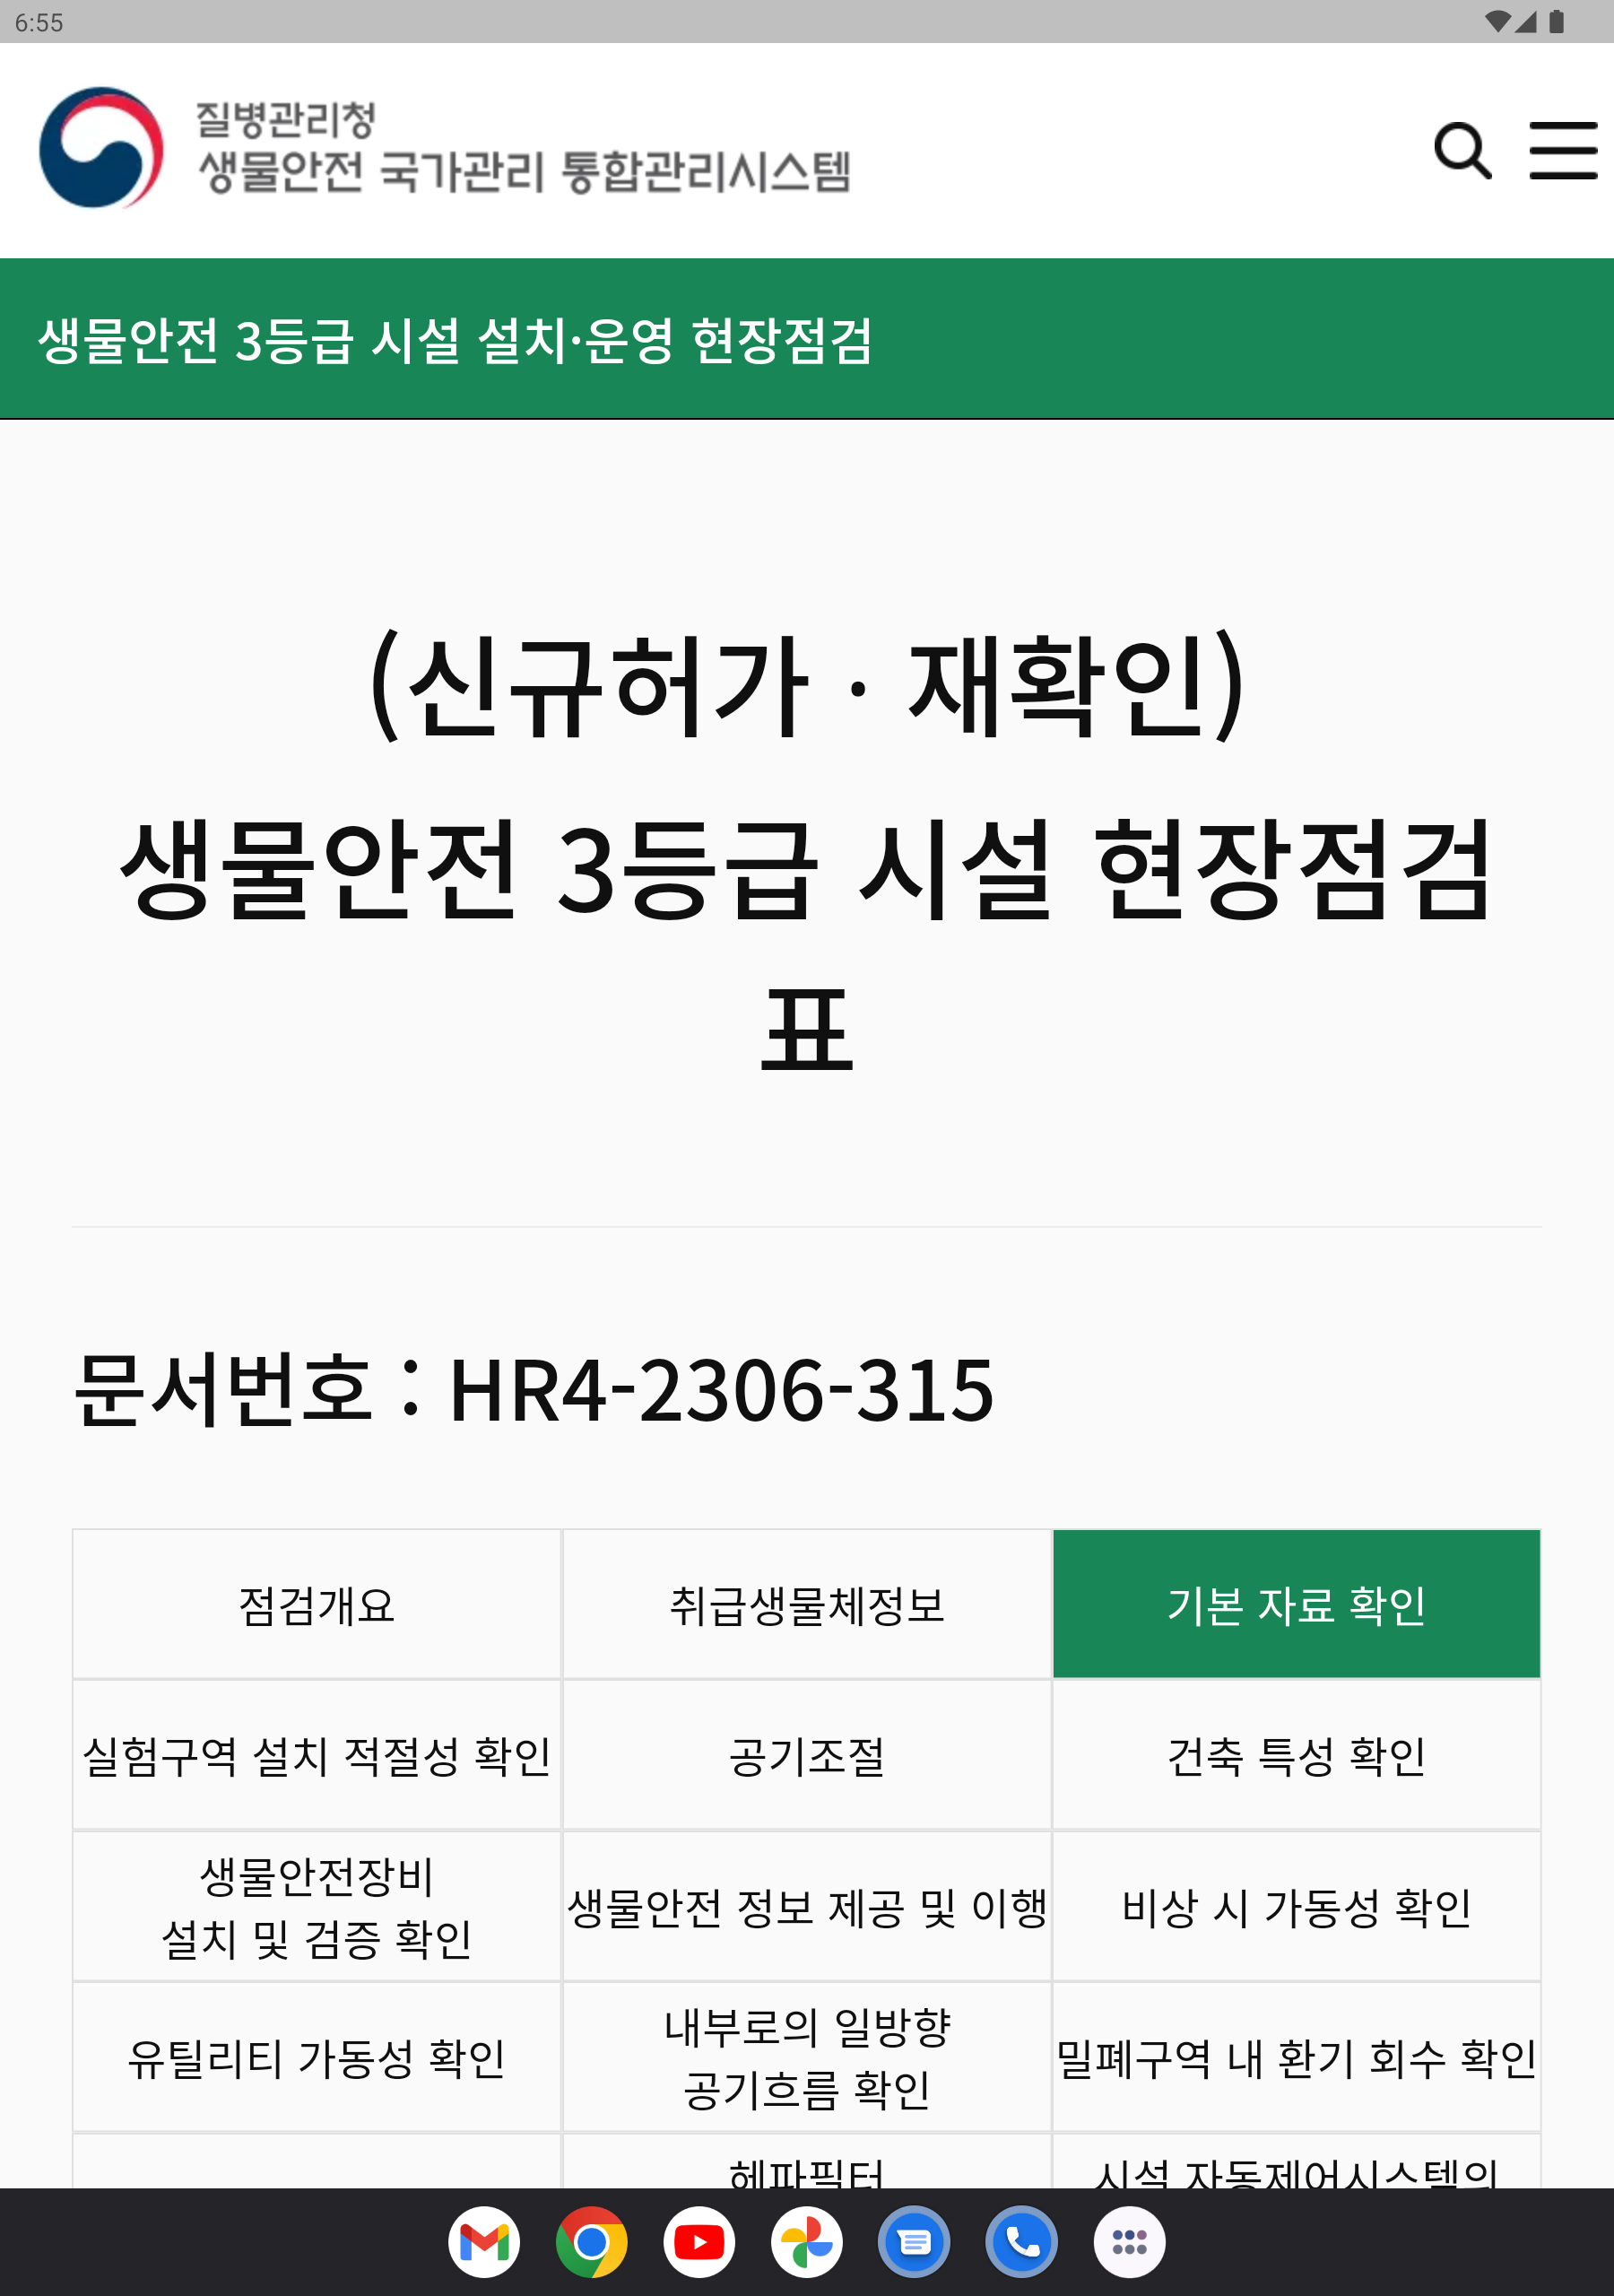 6:55
질병관리청
생물안전 국가관리 통합관리시스템
생물안전 3등급 시설 설치·운영 현장점검
(신규허가 · 재확인)
생물안전 3등급 시설 현장점검
표
문서번호 : HR4-2306-315
점검개요
취급생물체정보
기본 자료 확인
실험구역 설치 적절성 확인
공기조절
건축 특성 확인
생물안전장비
설치 및 검증 확인
생물안전 정보 제공 및 이행
비상 시 가동성 확인
유틸리티 가동성 확인
내부로의 일방향
공기흐름 확인
밀폐구역 내 환기 회수 확인
헤파필터
시설 자동제어시스템의